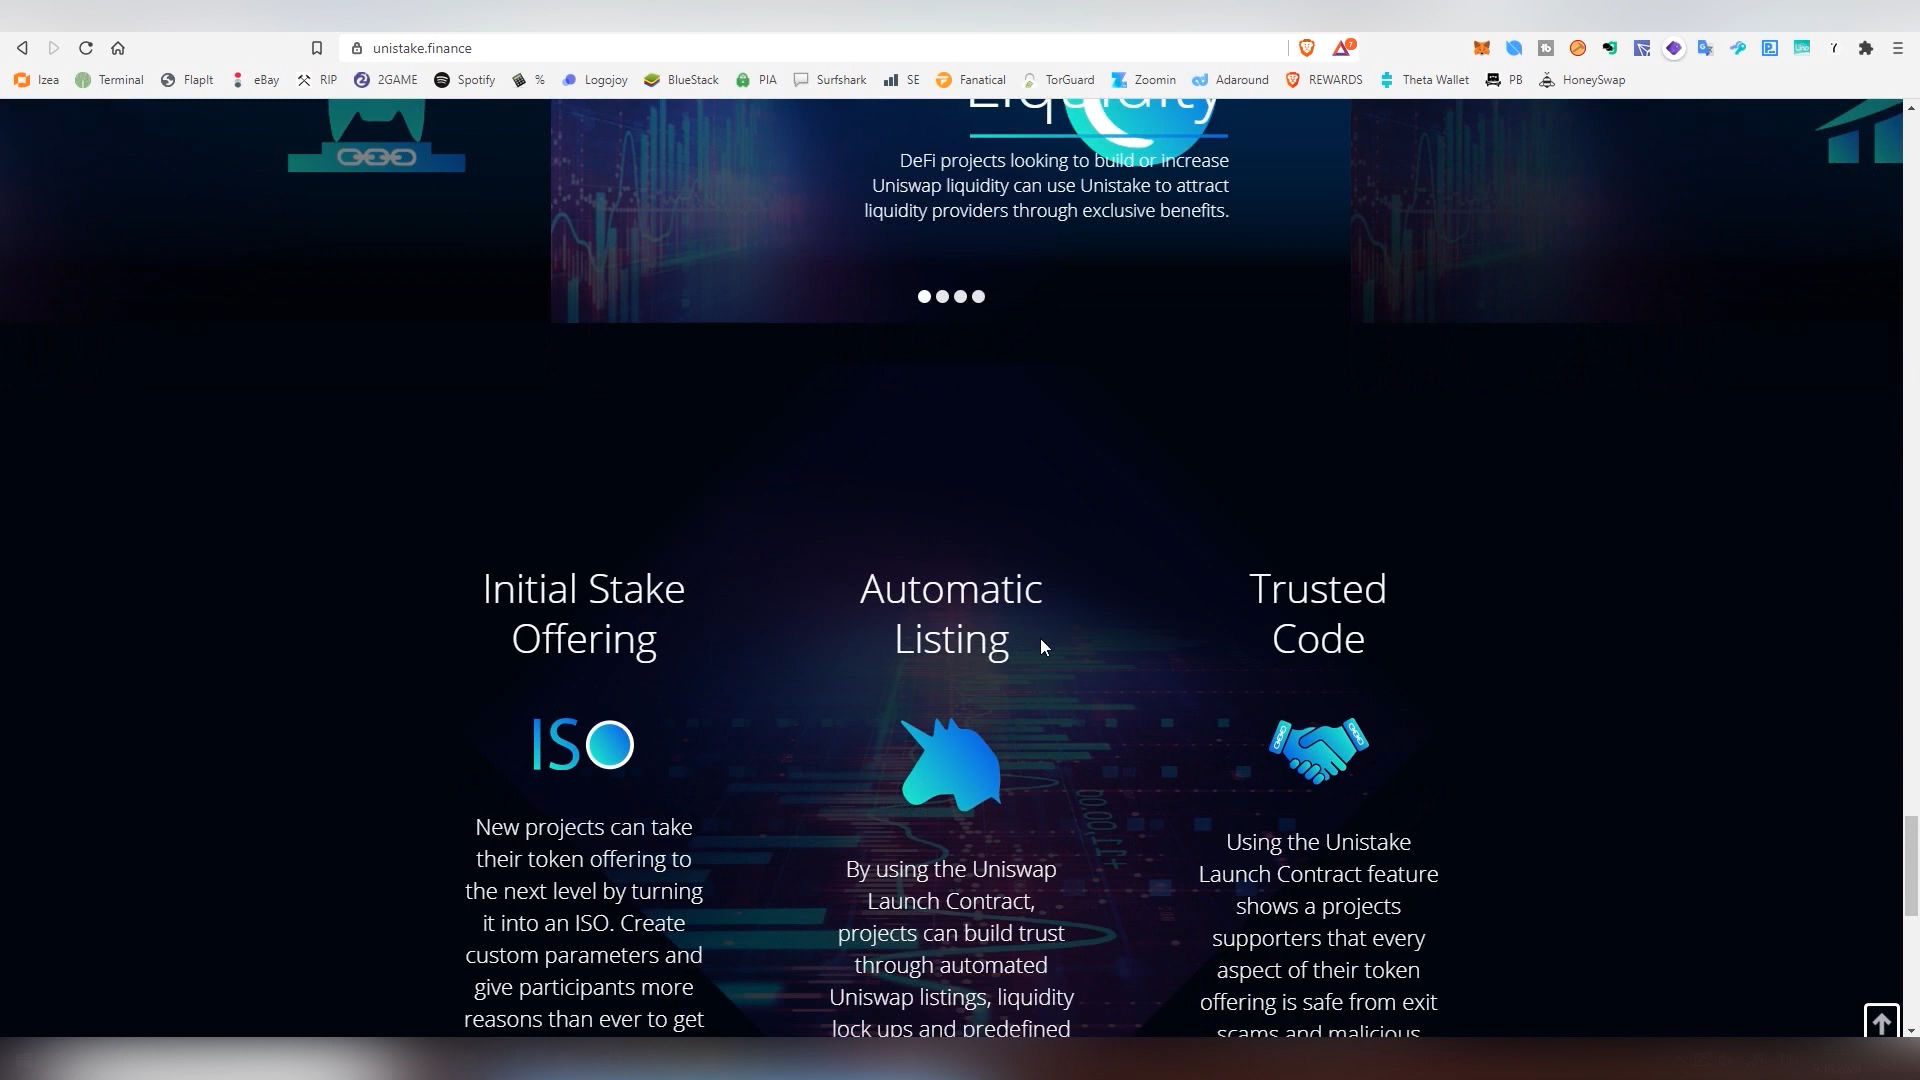 unistake.finance
7
Izea
Terminal
FlapIt
eBay
RIP
2GAME
Spotify
%
Logojoy
BlueStack
PIA
Surfshark
SE
Fanatical
TorGuard
Zoomin
Adaround
REWARDS
Theta Wallet
PB
HoneySwap
Liquidity
DeFi projects looking to build or increase
Uniswap liquidity can use Unistake to attract
liquidity providers through exclusive benefits.
Initial Stake
Offering
ISO
New projects can take
their token offering to
the next level by turning
it into an ISO. Create
custom parameters and
give participants more
reasons than ever to get
Automatic
Listing
By using the Uniswap
Launch Contract,
projects can build trust
through automated
Uniswap listings, liquidity
lock ups and predefined
Trusted
Code
Using the Unistake
Launch Contract feature
shows a projects
supporters that every
aspect of their token
offering is safe from exit
scams and malicious